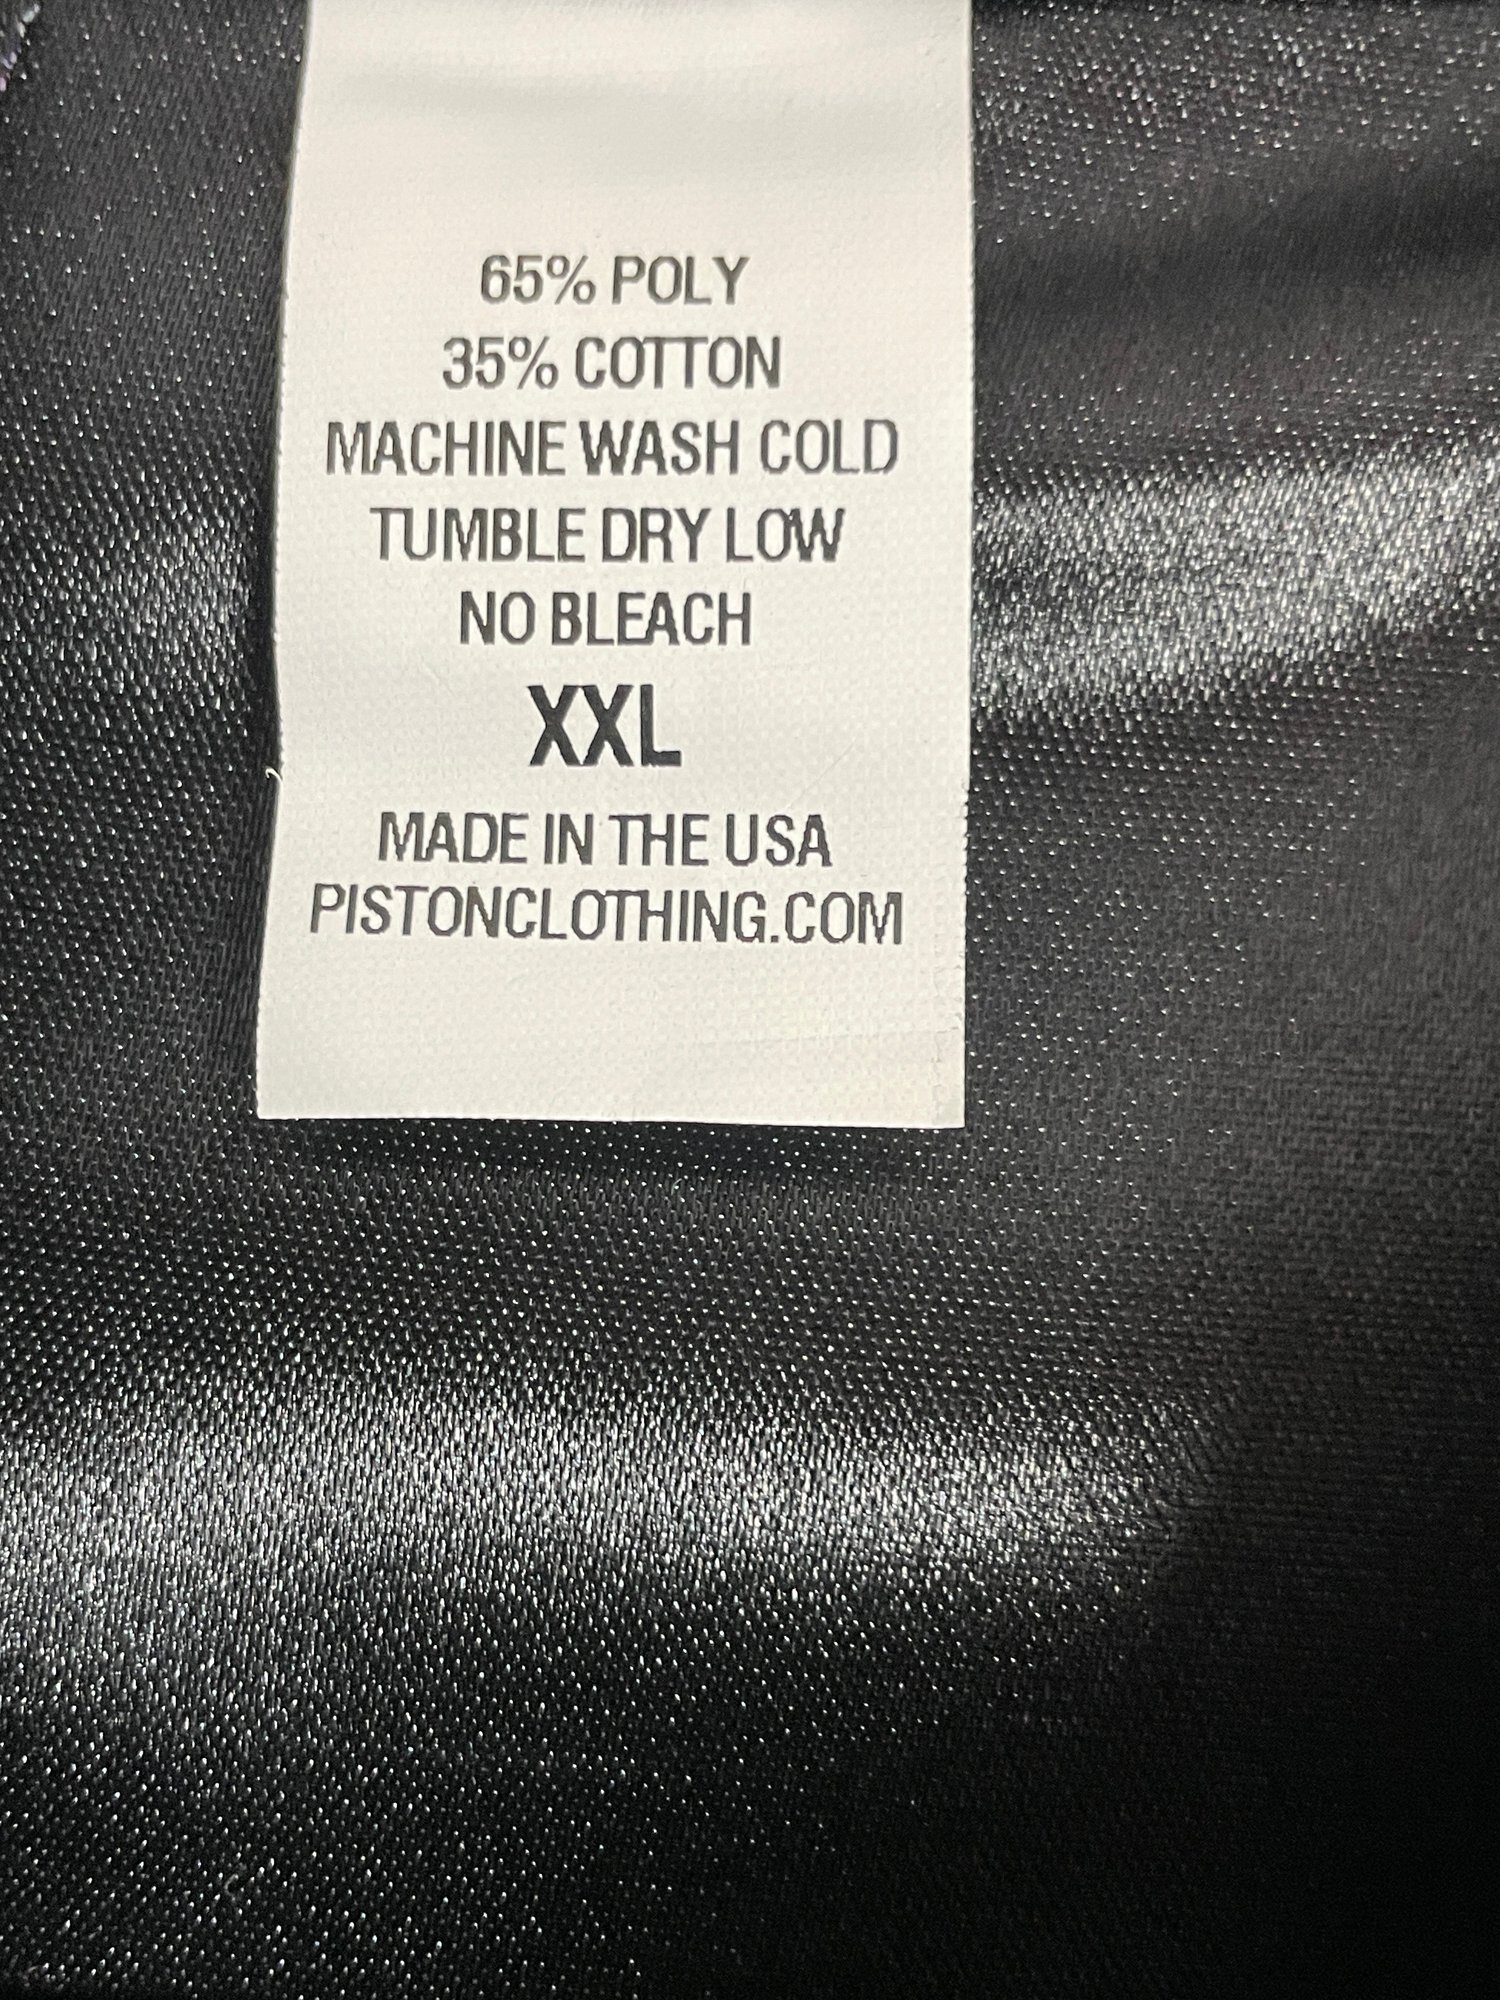 65% POLY
35% COTTON
MACHINE WASH COLD
TUMBLE DRY LOW
NO BLEACH
XXL
MADE IN THE USA
PISTONCLOTHING.COM